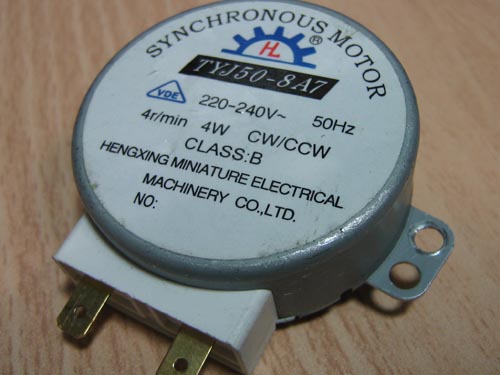 SYNCHRONOUS MOTOR
HL ®
TYJ50-8A7
VDE
220-240V~ 50Hz
4r/min 4W CW/CCW
CLASS:B
HENGXING MINIATURE ELECTRICAL
MACHINERY CO.,LTD.
NO: